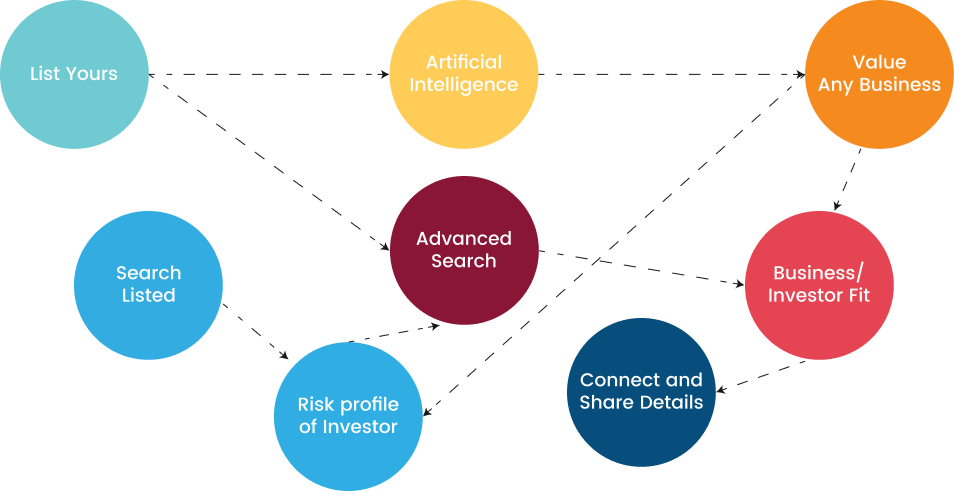 List Yours
Artificial
Intelligence
Value
Any Business
Advanced
Search
Search
Listed
Business/
Investor Fit
Risk profile
of Investor
Connect and
Share Details